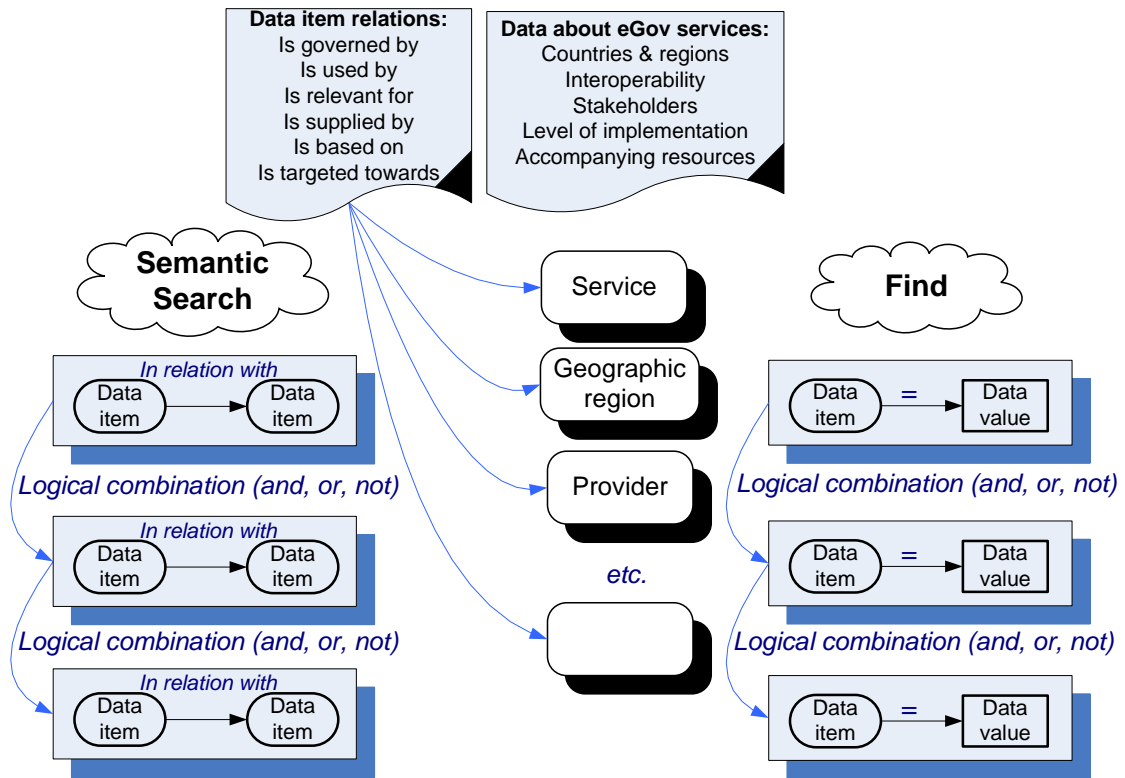 Data item relations:
Is governed by
Is used by
Is relevant for
Is supplied by
Is based on
Is targeted towards
Data about eGov services:
Countries & regions
Interoperability
Stakeholders
Level of implementation
Accompanying resources
Semantic
Search
In relation with
Data
item
Data
item
Logical combination (and, or, not)
In relation with
Data
item
Data
item
Logical combination (and, or, not)
In relation with
Data
item
Data
item
Service
Geographic
region
Provider
etc.
Find
Data
item
=
Data
value
Logical combination (and, or, not)
Data
item
=
Data
value
Logical combination (and, or, not)
Data
item
=
Data
value